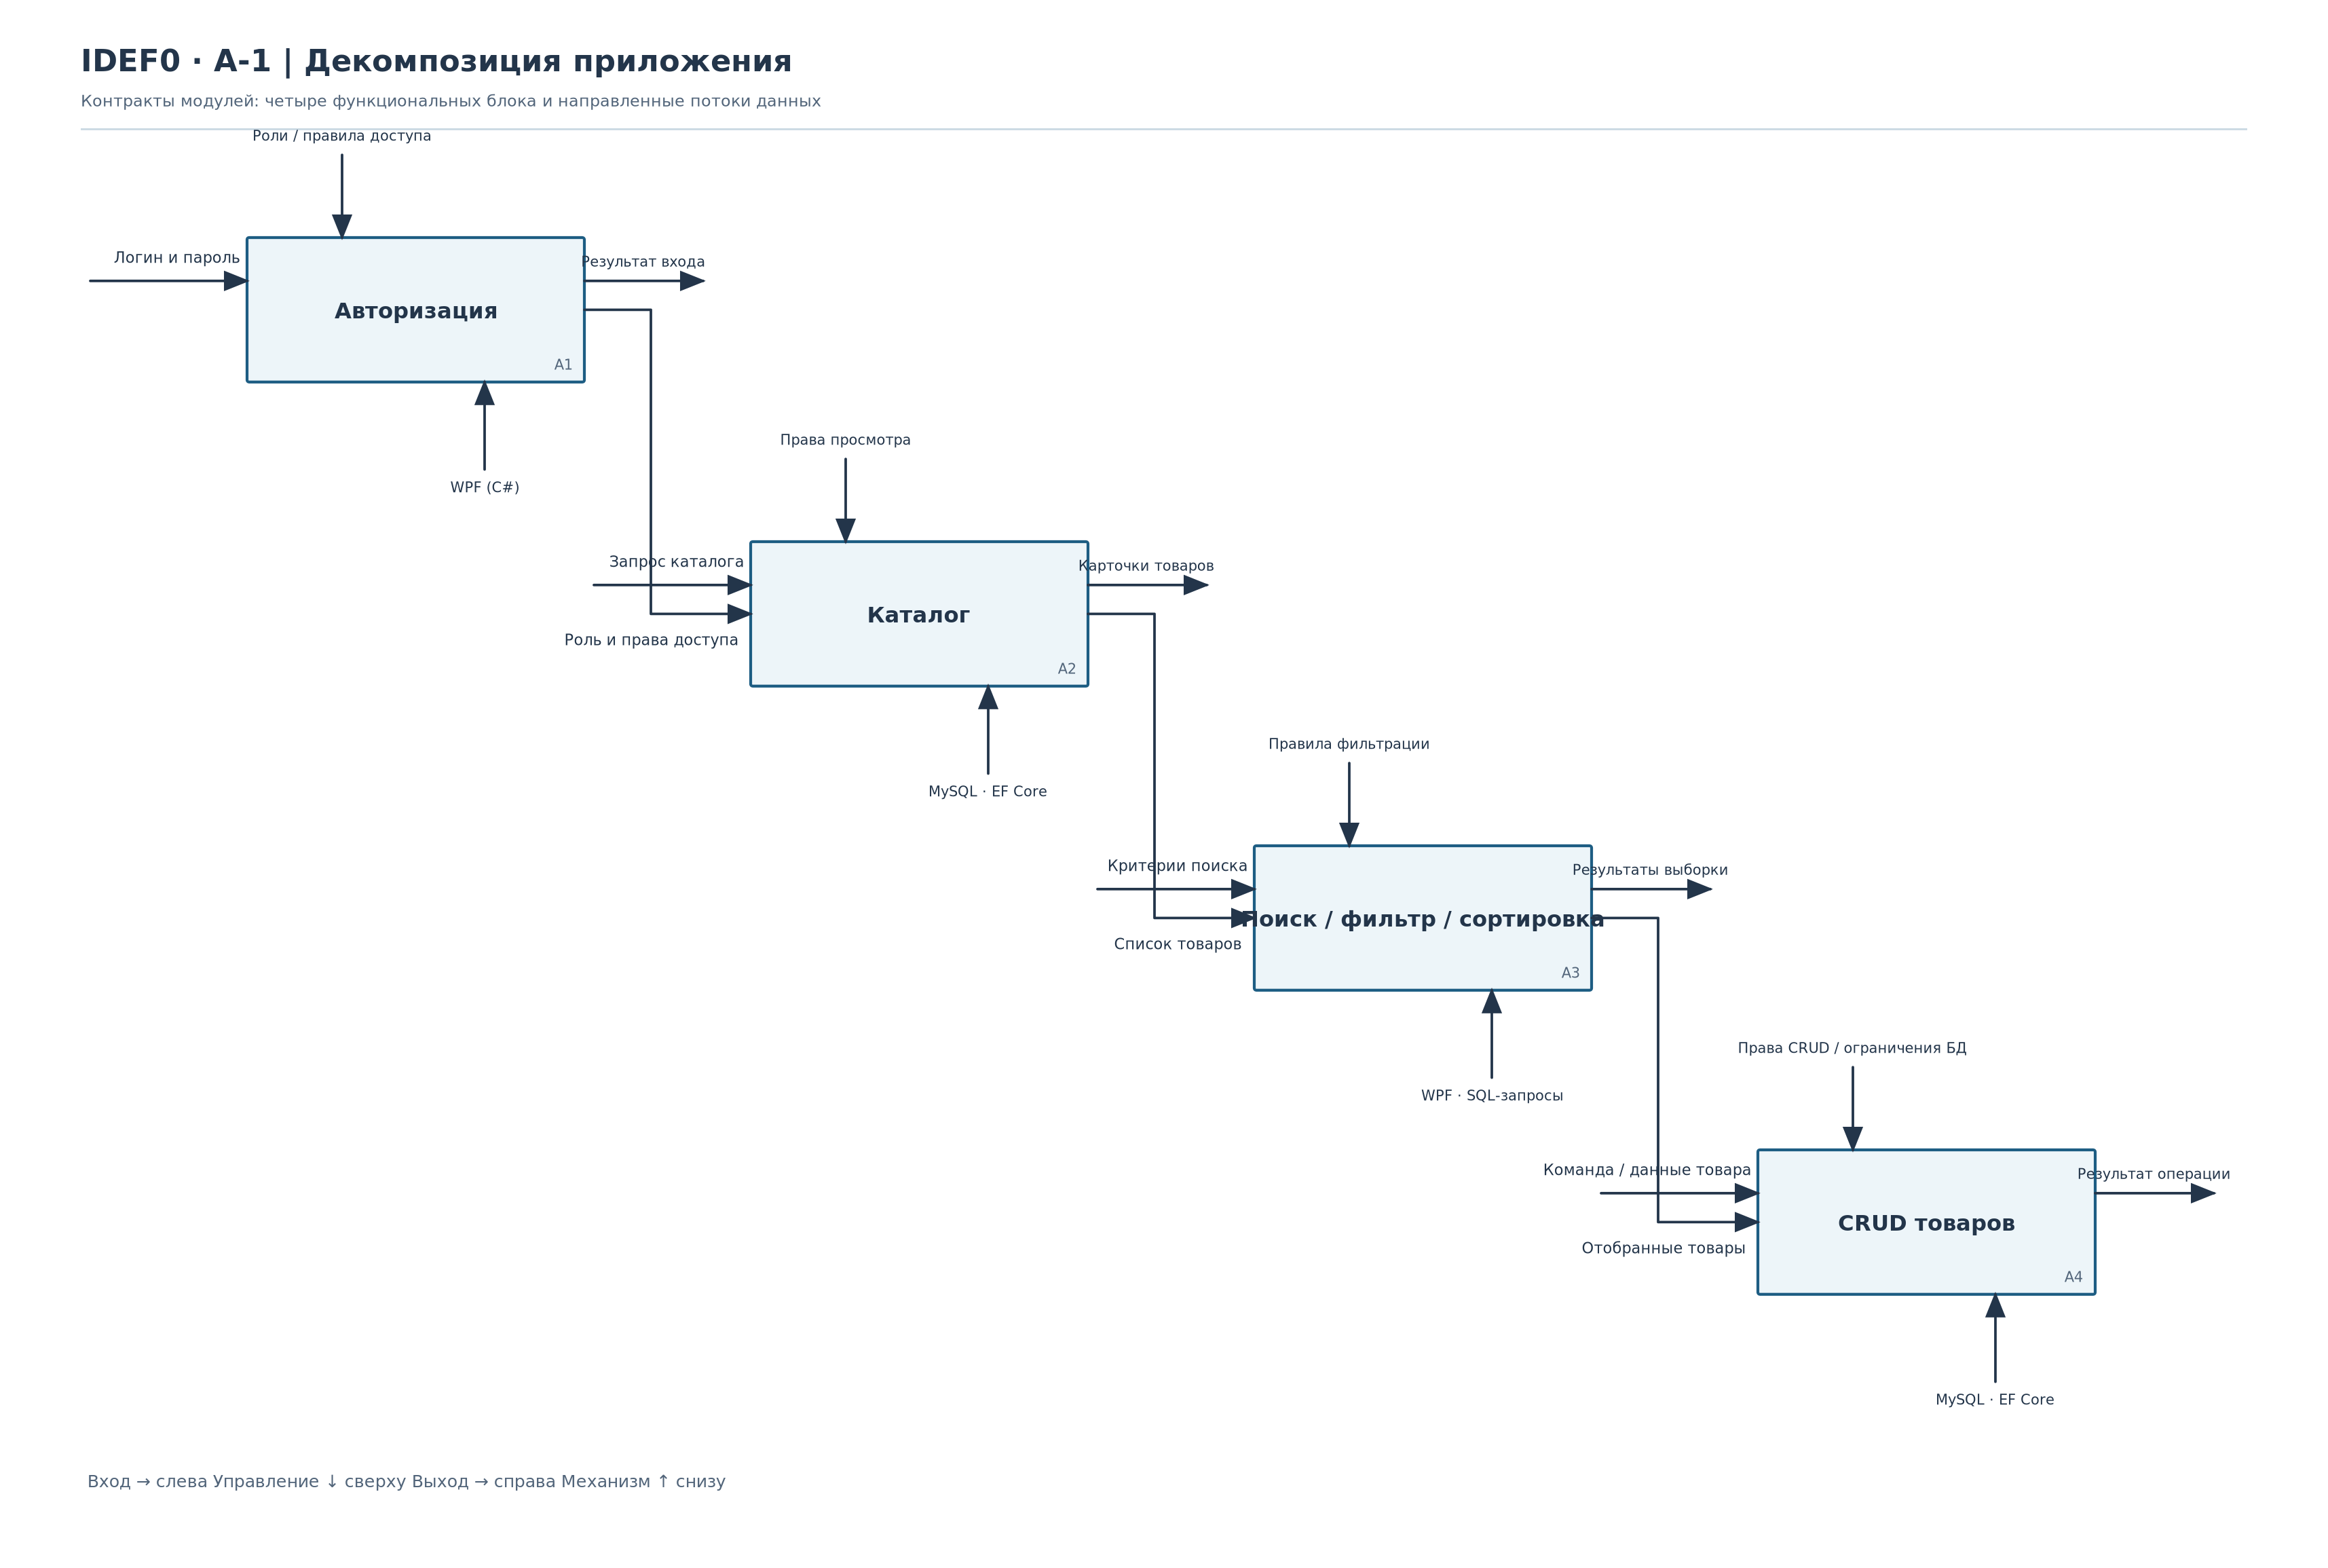 IDEF0 · A-1 | Декомпозиция приложения
Контракты модулей: четыре функциональных блока и направленные потоки данных
Роли / правила доступа
Логин и пароль
Результат входа
Авторизация
A1
WPF (C#)
Права просмотра
Запрос каталога
Карточки товаров
Каталог
Роль и права доступа
A2
MySQL · EF Core
Правила фильтрации
Критерии поиска
Результаты выборки
Поиск / фильтр / сортировка
Список товаров
A3
WPF · SQL-запросы
Права CRUD / ограничения БД
Команда / данные товара
Результат операции
CRUD товаров
Отобранные товары
A4
MySQL · EF Core
Вход → слева Управление ↓ сверху Выход → справа Механизм ↑ снизу